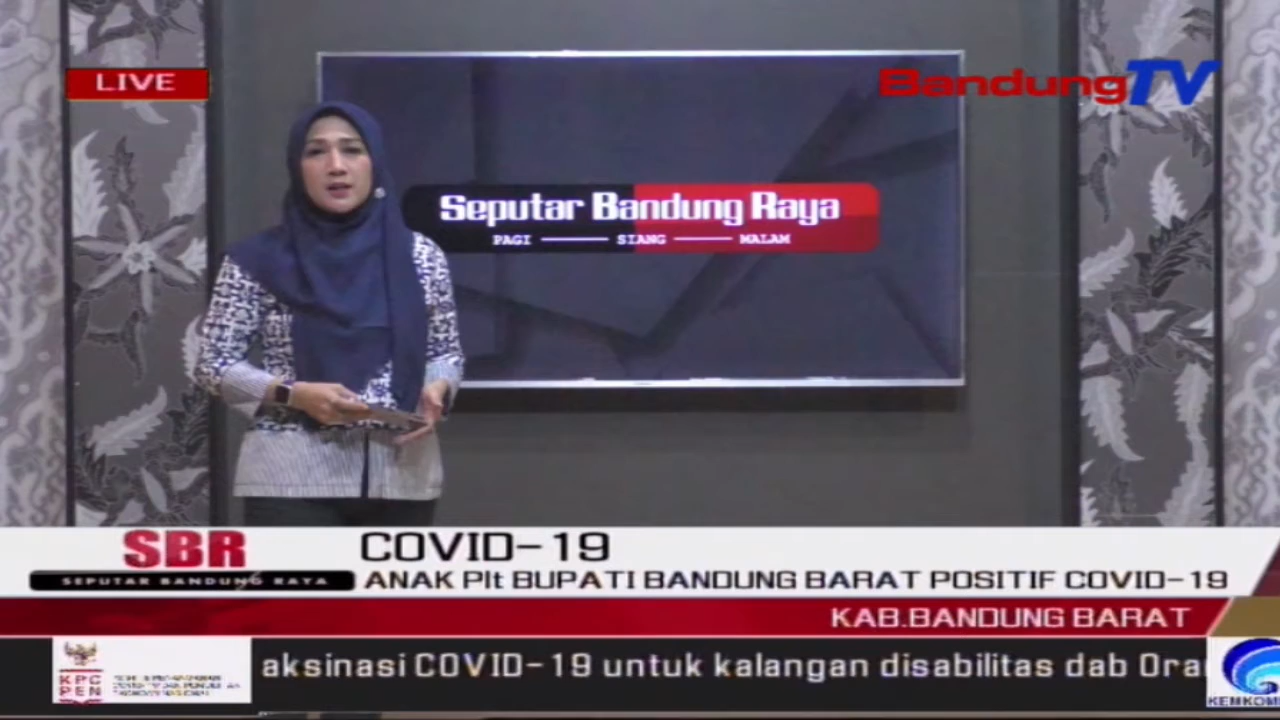 LIVE
BandungTV
Seputar Bandung Raya
PAGI SIANG MALAM
SBR
SEPUTAR BANDUNG RAYA
COVID-19
ANAK Plt BUPATI BANDUNG BARAT POSITIF COVID-19
KAB.BANDUNG BARAT
KPC
PEN
aksinasi COVID-19 untuk kalangan disabilitas dab Ora
KEMKOM